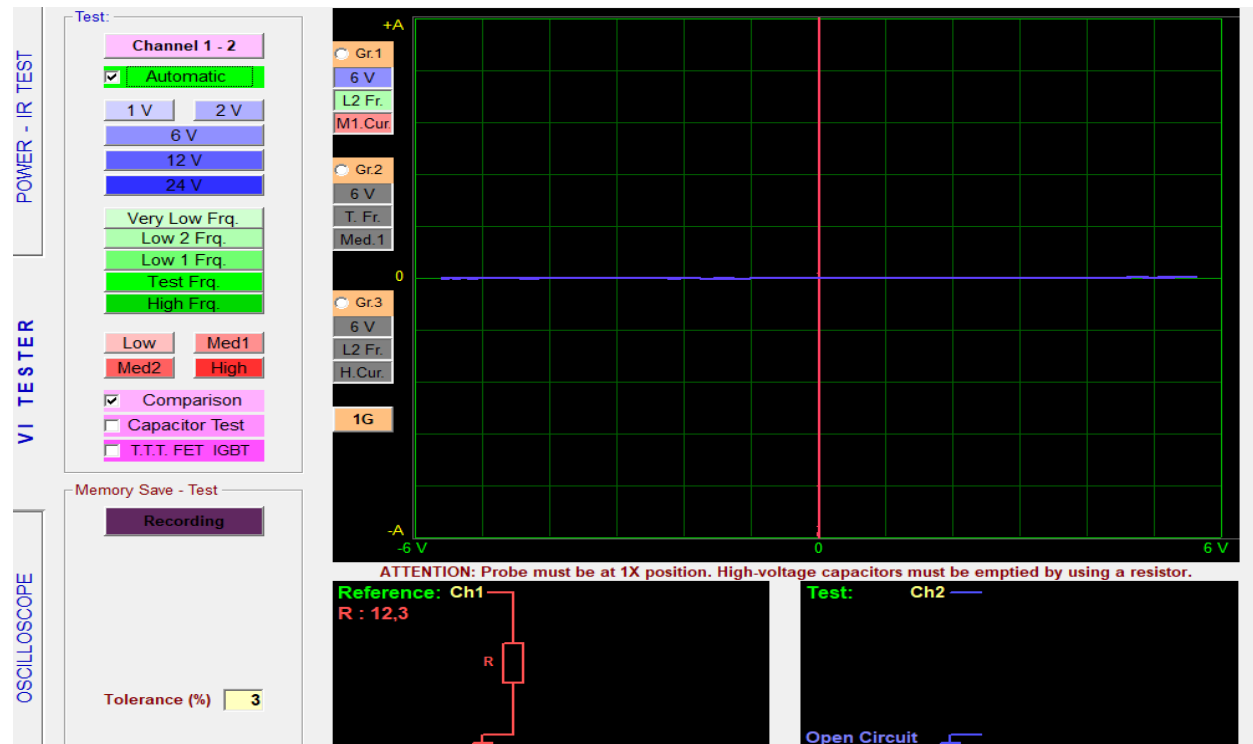 POWER - IR TEST
VI TESTER
OSCILLOSCOPE
Test:
Channel 1 - 2
Automatic
1 V
2 V
6 V
12 V
24 V
Very Low Frq.
Low 2 Frq.
Low 1 Frq.
Test Frq.
High Frq.
Low
Med1
Med2
High
Comparison
Capacitor Test
T.T.T. FET IGBT
Memory Save - Test
Recording
Tolerance (%)
3
+A
Gr.1
6 V
L2 Fr.
M1.Cur
Gr.2
6 V
T. Fr.
Med.1
0
Gr.3
6 V
L2 Fr.
H.Cur.
1G
-A
-6 V
0
6 V
ATTENTION: Probe must be at 1X position. High-voltage capacitors must be emptied by using a resistor.
Reference: Ch1
R : 12,3
R
Test: Ch2
Open Circuit